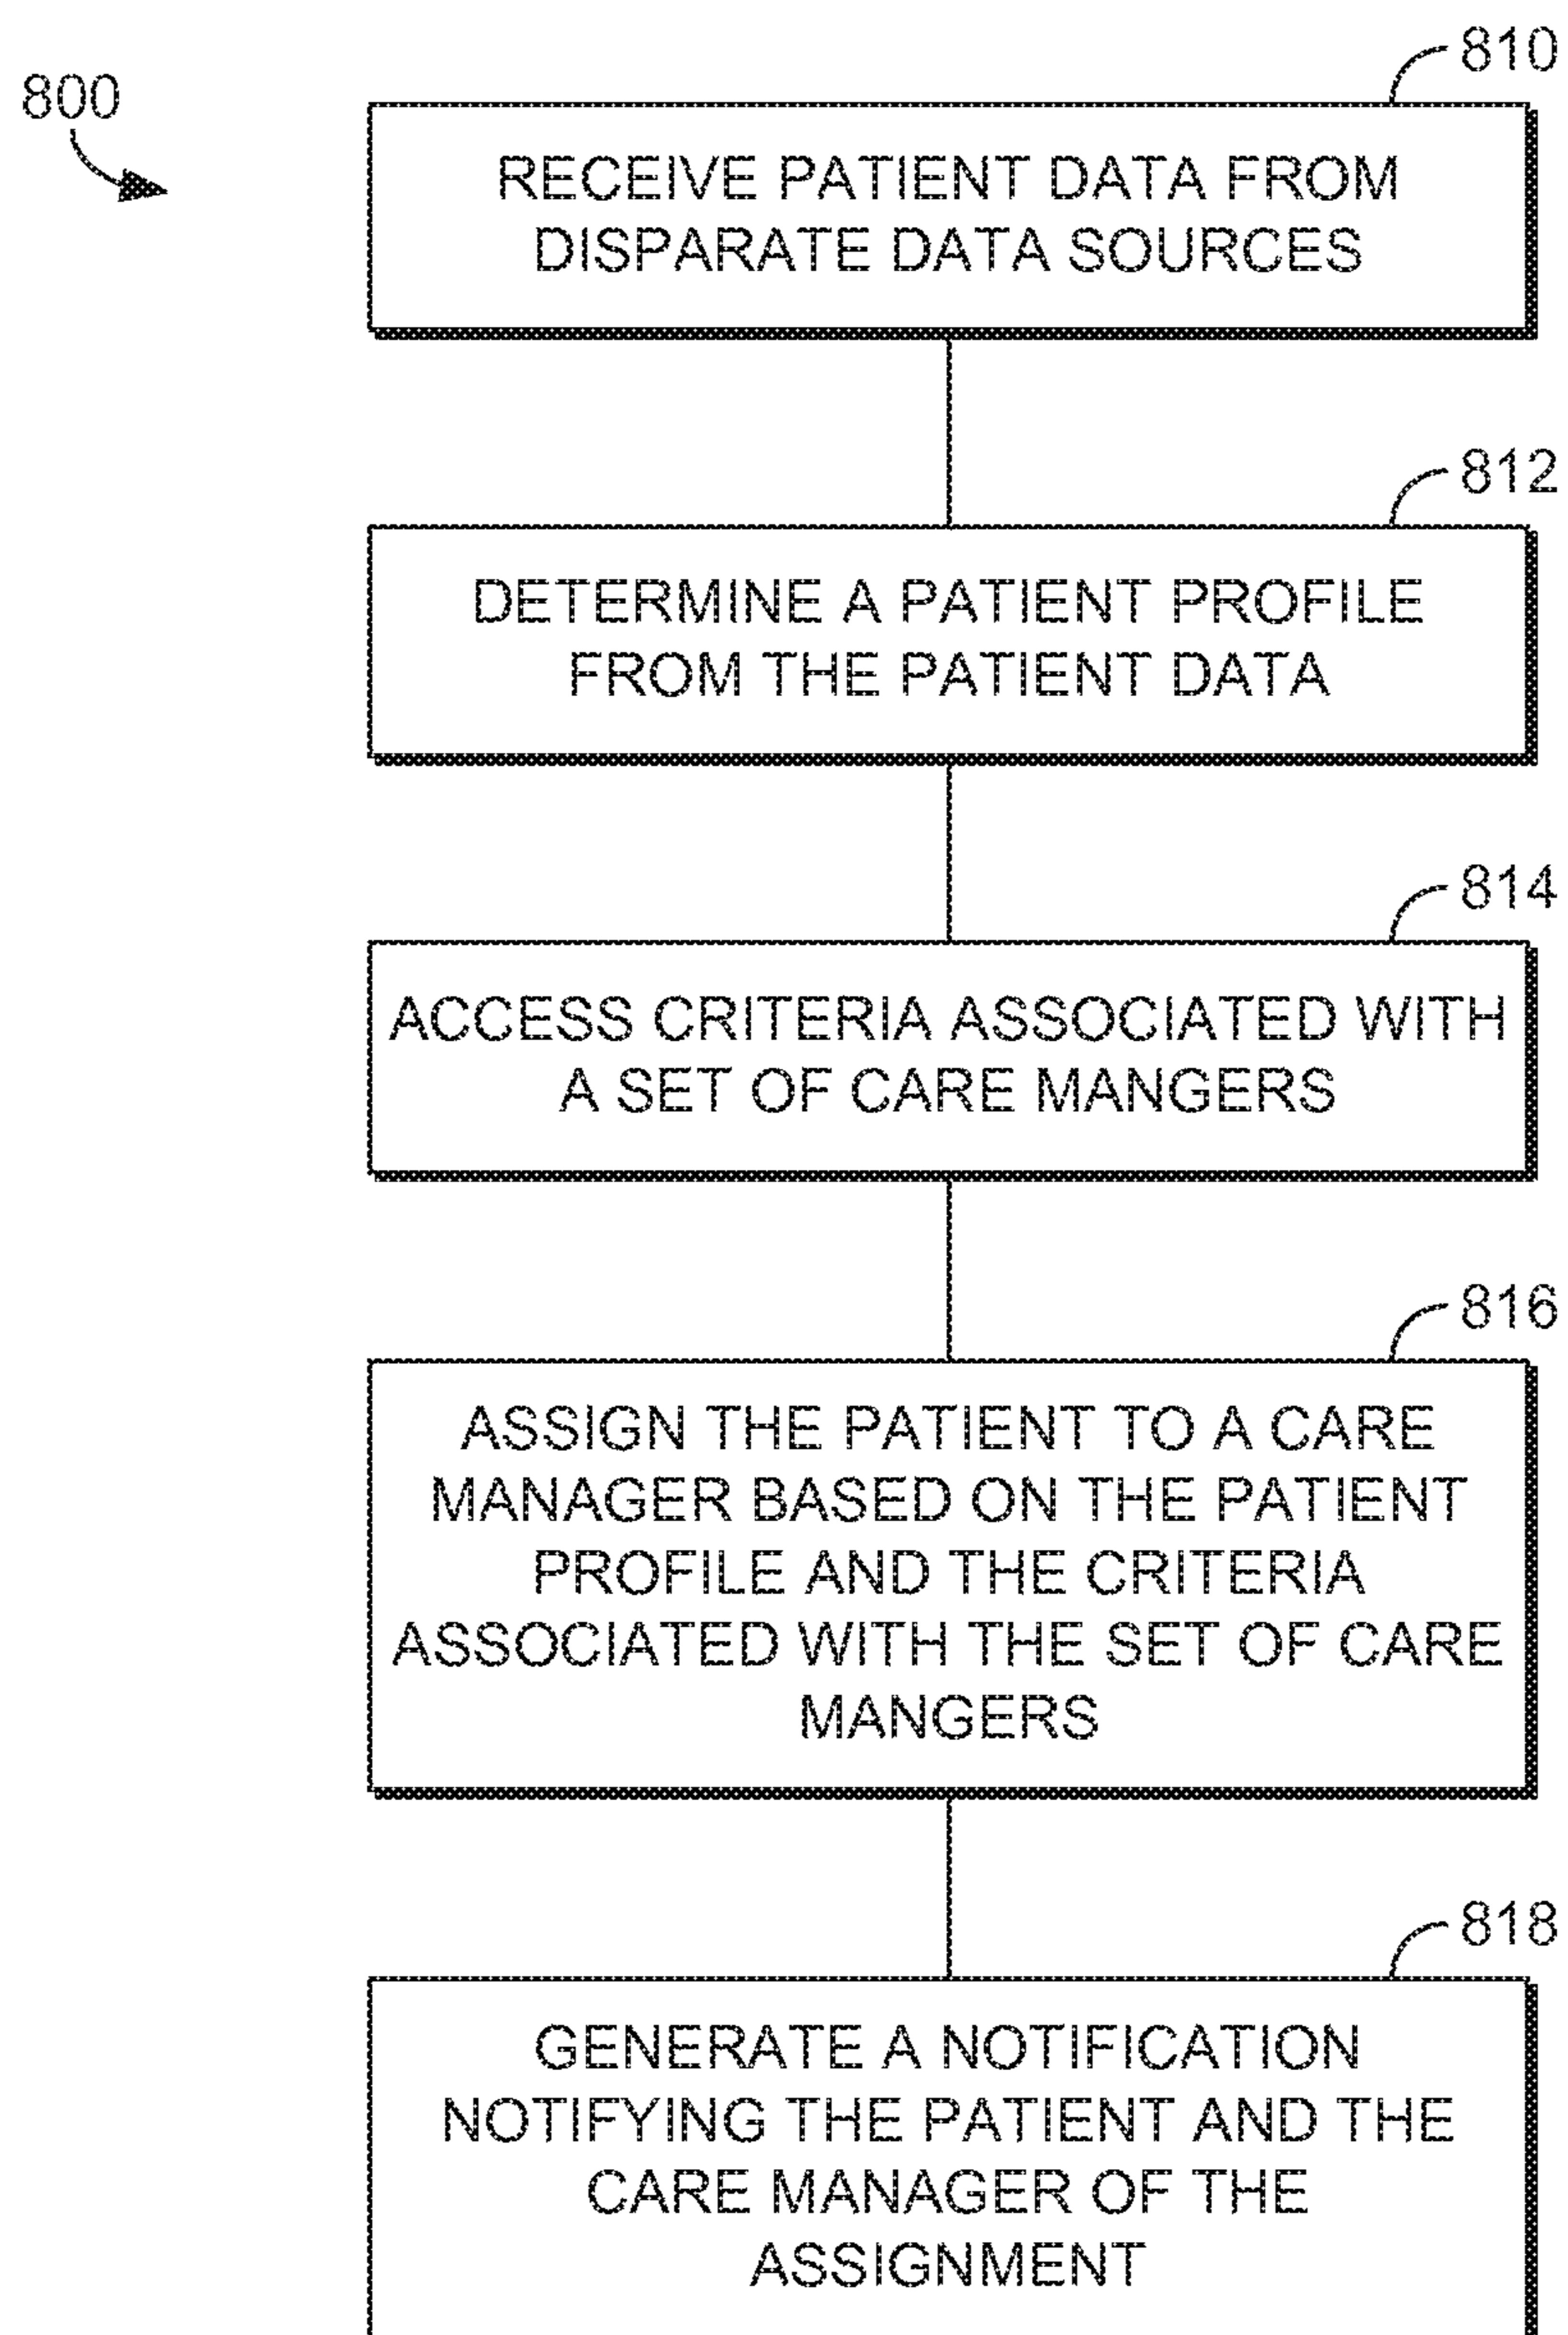 800
810
RECEIVE PATIENT DATA FROM
DISPARATE DATA SOURCES
812
DETERMINE A PATIENT PROFILE
FROM THE PATIENT DATA
814
ACCESS CRITERIA ASSOCIATED WITH
A SET OF CARE MANGERS
816
ASSIGN THE PATIENT TO A CARE
MANAGER BASED ON THE PATIENT
PROFILE AND THE CRITERIA
ASSOCIATED WITH THE SET OF CARE
MANGERS
818
GENERATE A NOTIFICATION
NOTIFYING THE PATIENT AND THE
CARE MANAGER OF THE
ASSIGNMENT